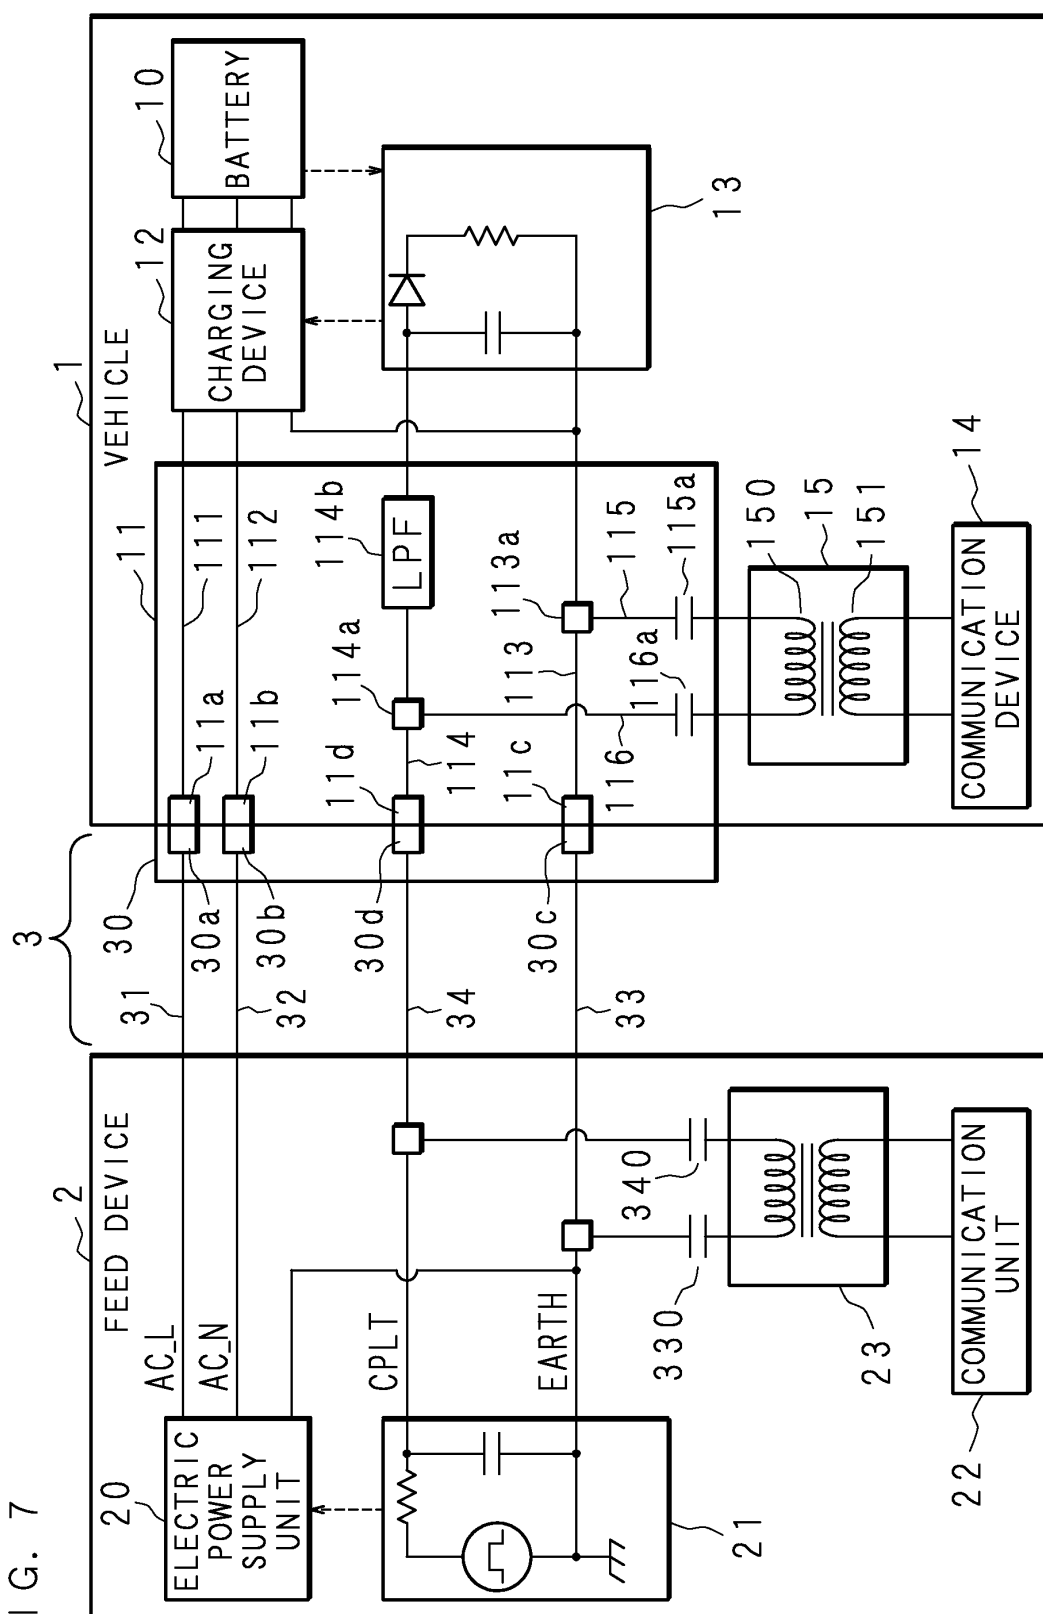 IG. 7
FEED DEVICE
2
20
ELECTRIC
POWER
SUPPLY
UNIT
AC_L
AC_N
CPLT
EARTH
21
330
340
23
COMMUNICATION
UNIT
22
3
31
32
34
33
30
30a
30b
30d
30c
11a
11b
11d
11c
11
111
112
114
114a
114b
LPF
113
113a
115
115a
116
116a
VEHICLE
1
CHARGING
DEVICE
12
BATTERY
10
13
150
15
151
COMMUNICATION
DEVICE
14